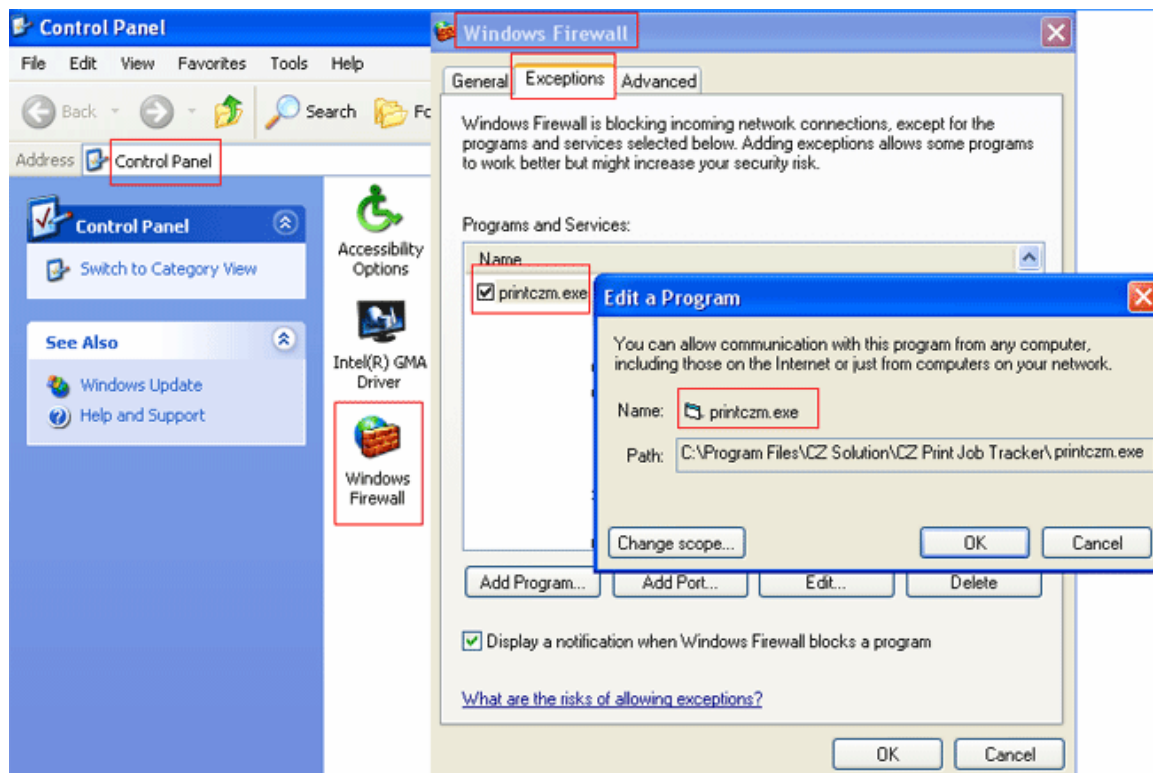 Control Panel
File Edit View Favorites Tools Help
Back Search
Address Control Panel
Control Panel
Switch to Category View
See Also
Windows Update
Help and Support
Accessibility
Options
Intel(R) GMA
Driver
Windows
Firewall
Windows Firewall
General Exceptions Advanced
Windows Firewall is blocking incoming network connections, except for the
programs and services selected below. Adding exceptions allows some programs
to work better but might increase your security risk.
Programs and Services:
Name
printczm.exe
Edit a Program
You can allow communication with this program from any computer,
including those on the Internet or just from computers on your network.
Name: printczm.exe
Path: C:\Program Files\CZ Solution\CZ Print Job Tracker\printczm.exe
Change scope... OK Cancel
Add Program... Add Port... Edit... Delete
Display a notification when Windows Firewall blocks a program
What are the risks of allowing exceptions?
OK Cancel